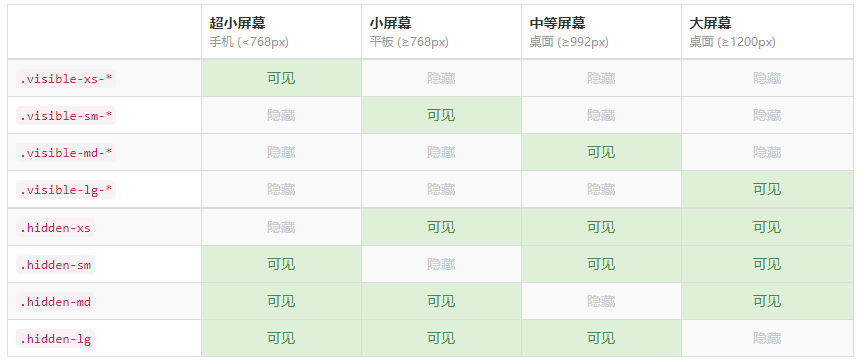 超小屏幕 小屏幕 中等屏幕 大屏幕
手机 (<768px) 平板 (≥768px) 桌面 (≥992px) 桌面 (≥1200px)
.visible-xs-* 可见 隐藏 隐藏 隐藏
.visible-sm-* 隐藏 可见 隐藏 隐藏
.visible-md-* 隐藏 隐藏 可见 隐藏
.visible-lg-* 隐藏 隐藏 隐藏 可见
.hidden-xs 隐藏 可见 可见 可见
.hidden-sm 可见 隐藏 可见 可见
.hidden-md 可见 可见 隐藏 可见
.hidden-lg 可见 可见 可见 隐藏